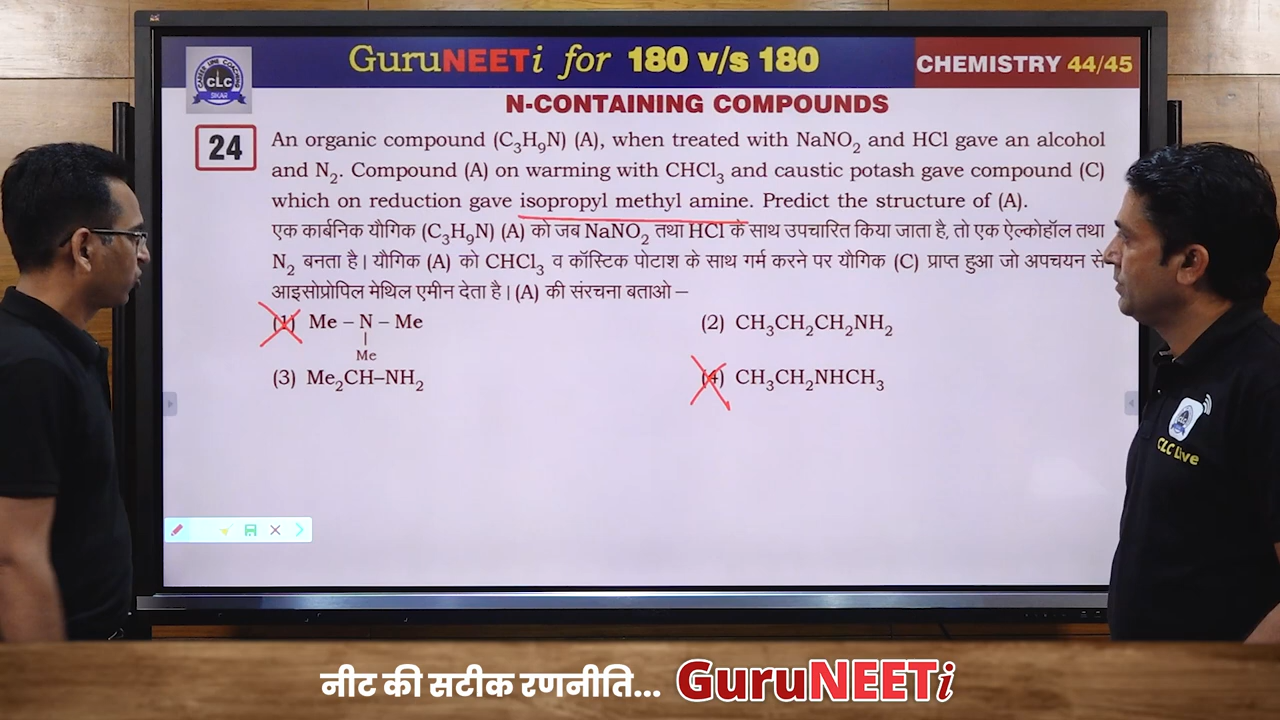 GuruNEETi for 180 v/s 180
CHEMISTRY 44/45
CLC
SIKAR
N-CONTAINING COMPOUNDS
24
An organic compound (C₃H₉N) (A), when treated with NaNO₂ and HCl gave an alcohol
and N₂. Compound (A) on warming with CHCl₃ and caustic potash gave compound (C)
which on reduction gave isopropyl methyl amine. Predict the structure of (A).
एक कार्बनिक यौगिक (C₃H₉N) (A) को जब NaNO₂ तथा HCl के साथ उपचारित किया जाता है, तो एक ऐल्कोहॉल तथा
N₂ बनता है। यौगिक (A) को CHCl₃ व कॉस्टिक पोटाश के साथ गर्म करने पर यौगिक (C) प्राप्त हुआ जो अपचयन से
आइसोप्रोपिल मेथिल एमीन देता है। (A) की संरचना बताओ –
(1) Me – N – Me
|
Me
(2) CH₃CH₂CH₂NH₂
(3) Me₂CH–NH₂
(4) CH₃CH₂NHCH₃
CLC Live
नीट की सटीक रणनीति... GuruNEETi